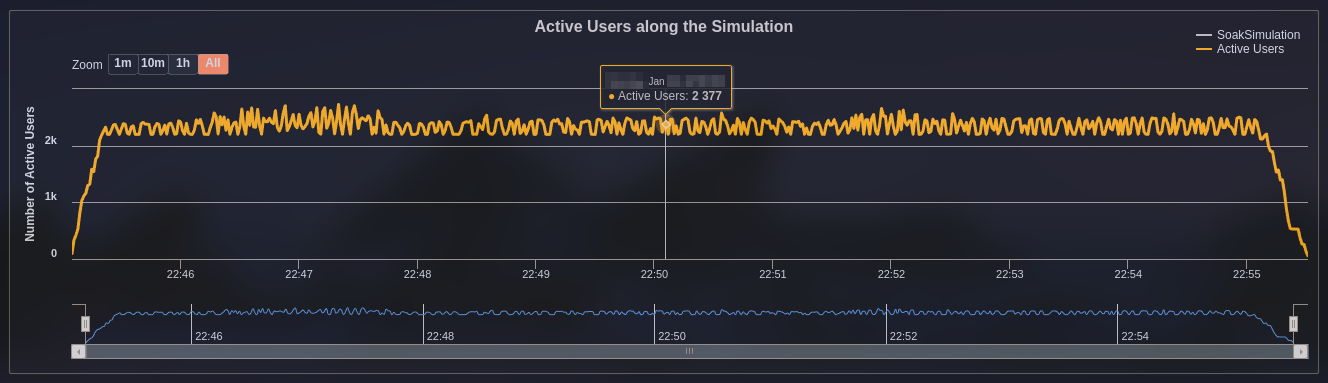 Active Users along the Simulation
SoakSimulation
Active Users
Zoom 1m 10m 1h All
Jan
Active Users: 2 377
Number of Active Users
2k
1k
0
22:46 22:47 22:48 22:49 22:50 22:51 22:52 22:53 22:54 22:55
22:46 22:48 22:50 22:52 22:54